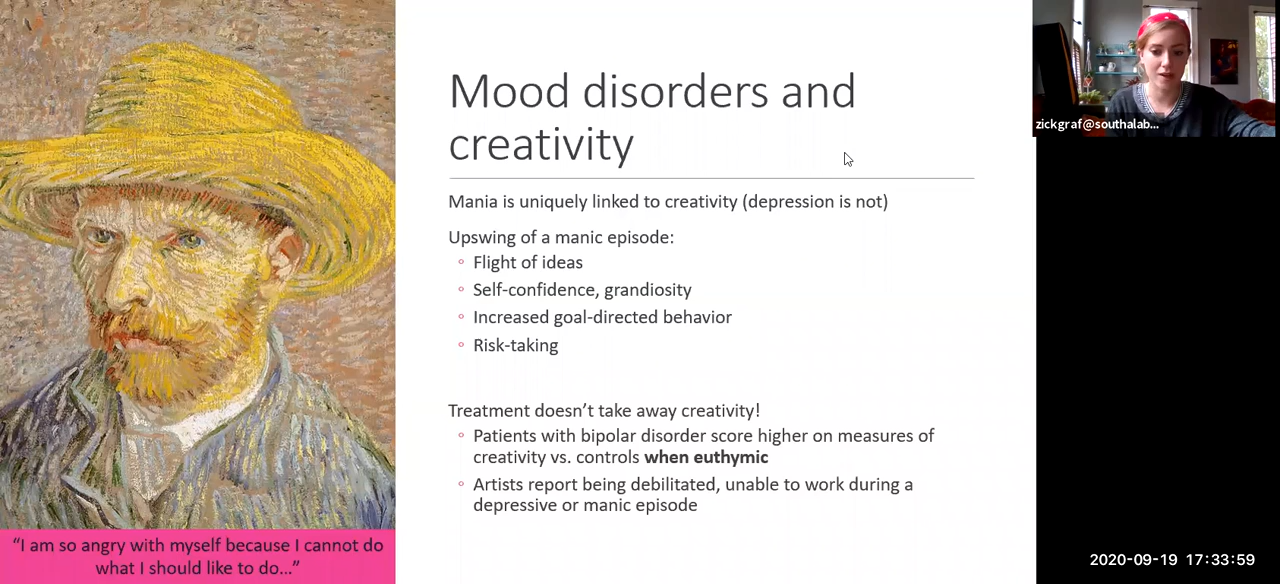 Mood disorders and
creativity
Mania is uniquely linked to creativity (depression is not)
Upswing of a manic episode:
◦ Flight of ideas
◦ Self-confidence, grandiosity
◦ Increased goal-directed behavior
◦ Risk-taking
Treatment doesn’t take away creativity!
◦ Patients with bipolar disorder score higher on measures of
creativity vs. controls when euthymic
◦ Artists report being debilitated, unable to work during a
depressive or manic episode
“I am so angry with myself because I cannot do
what I should like to do…”
zickgraf@southalab...
2020-09-19 17:33:59